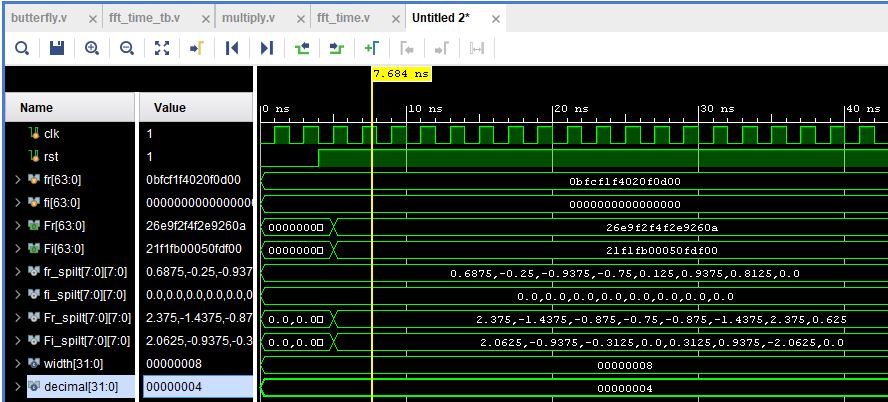 butterfly.v × fft_time_tb.v × multiply.v × fft_time.v × Untitled 2* ×
7.684 ns
Name Value 0 ns 10 ns 20 ns 30 ns 40 ns
clk 1
rst 1
fr[63:0] 0bfcf1f4020f0d00 0bfcf1f4020f0d00
fi[63:0] 000000000000000 0000000000000000
Fr[63:0] 26e9f2f4f2e9260a 0000000 26e9f2f4f2e9260a
Fi[63:0] 21f1fb00050fdf00 0000000 21f1fb00050fdf00
fr_spilt[7:0][7:0] 0.6875,-0.25,-0.937 0.6875,-0.25,-0.9375,-0.75,0.125,0.9375,0.8125,0.0
fi_spilt[7:0][7:0] 0.0,0.0,0.0,0.0,0.0,0 0.0,0.0,0.0,0.0,0.0,0.0,0.0,0.0
Fr_spilt[7:0][7:0] 2.375,-1.4375,-0.87 0.0,0.0 2.375,-1.4375,-0.875,-0.75,-0.875,-1.4375,2.375,0.625
Fi_spilt[7:0][7:0] 2.0625,-0.9375,-0.3 0.0,0.0 2.0625,-0.9375,-0.3125,0.0,0.3125,0.9375,-2.0625,0.0
width[31:0] 00000008 00000008
decimal[31:0] 00000004 00000004